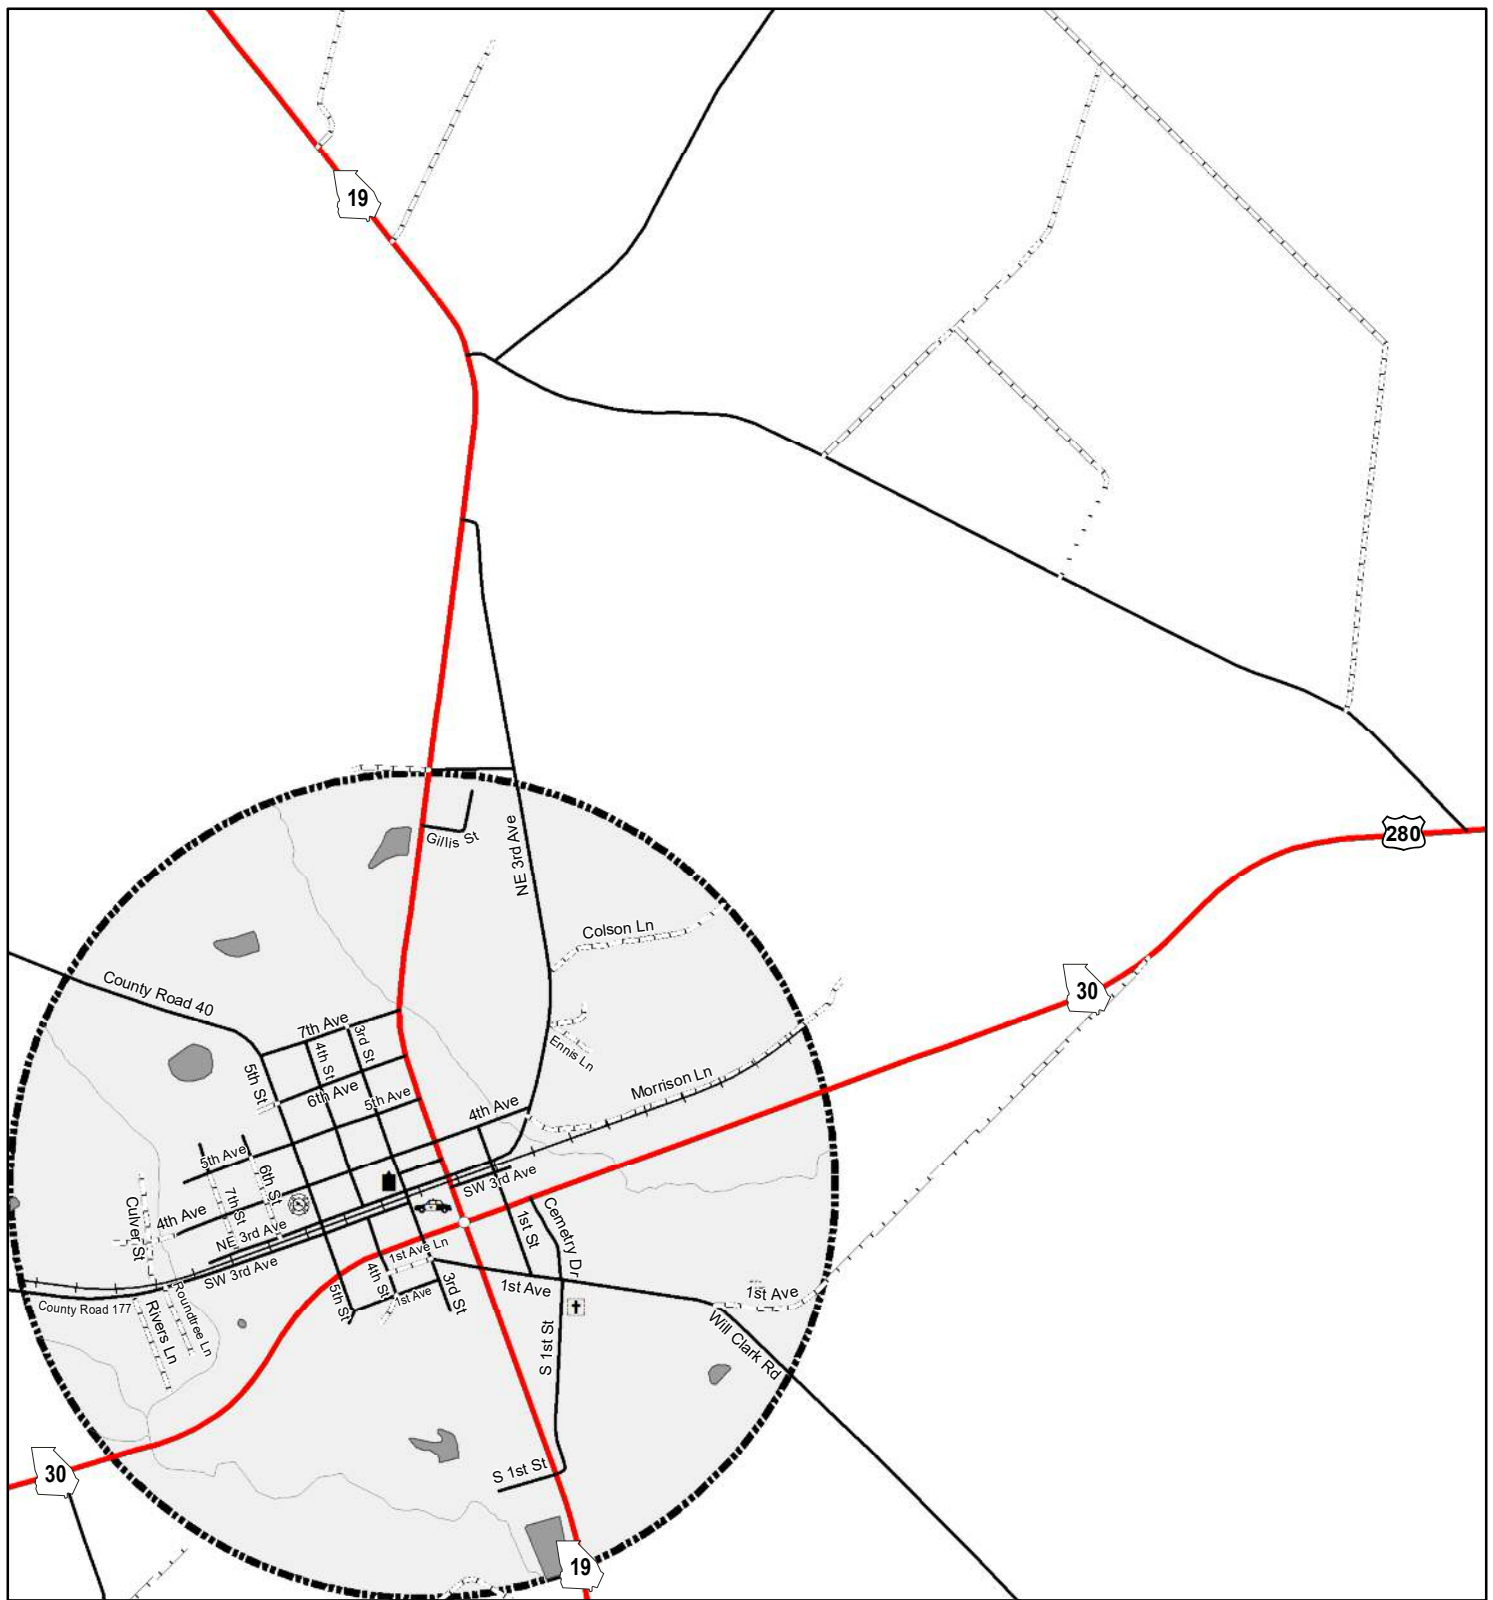 19
280
Gillis St
NE 3rd Ave
Colson Ln
County Road 40
30
7th Ave
3rd St
4th St
Ennis Ln
5th St
6th Ave
5th Ave
Morrison Ln
4th Ave
5th Ave
6th St
SW 3rd Ave
7th St
Culver St
4th Ave
1st St
Cemetry Dr
NE 3rd Ave
1st Ave Ln
SW 3rd Ave
4th St
3rd St
1st Ave
1st Ave
5th St
1st Ave
County Road 177
Rivers Ln
Roundtree Ln
S 1st St
Will Clark Rd
30
S 1st St
19